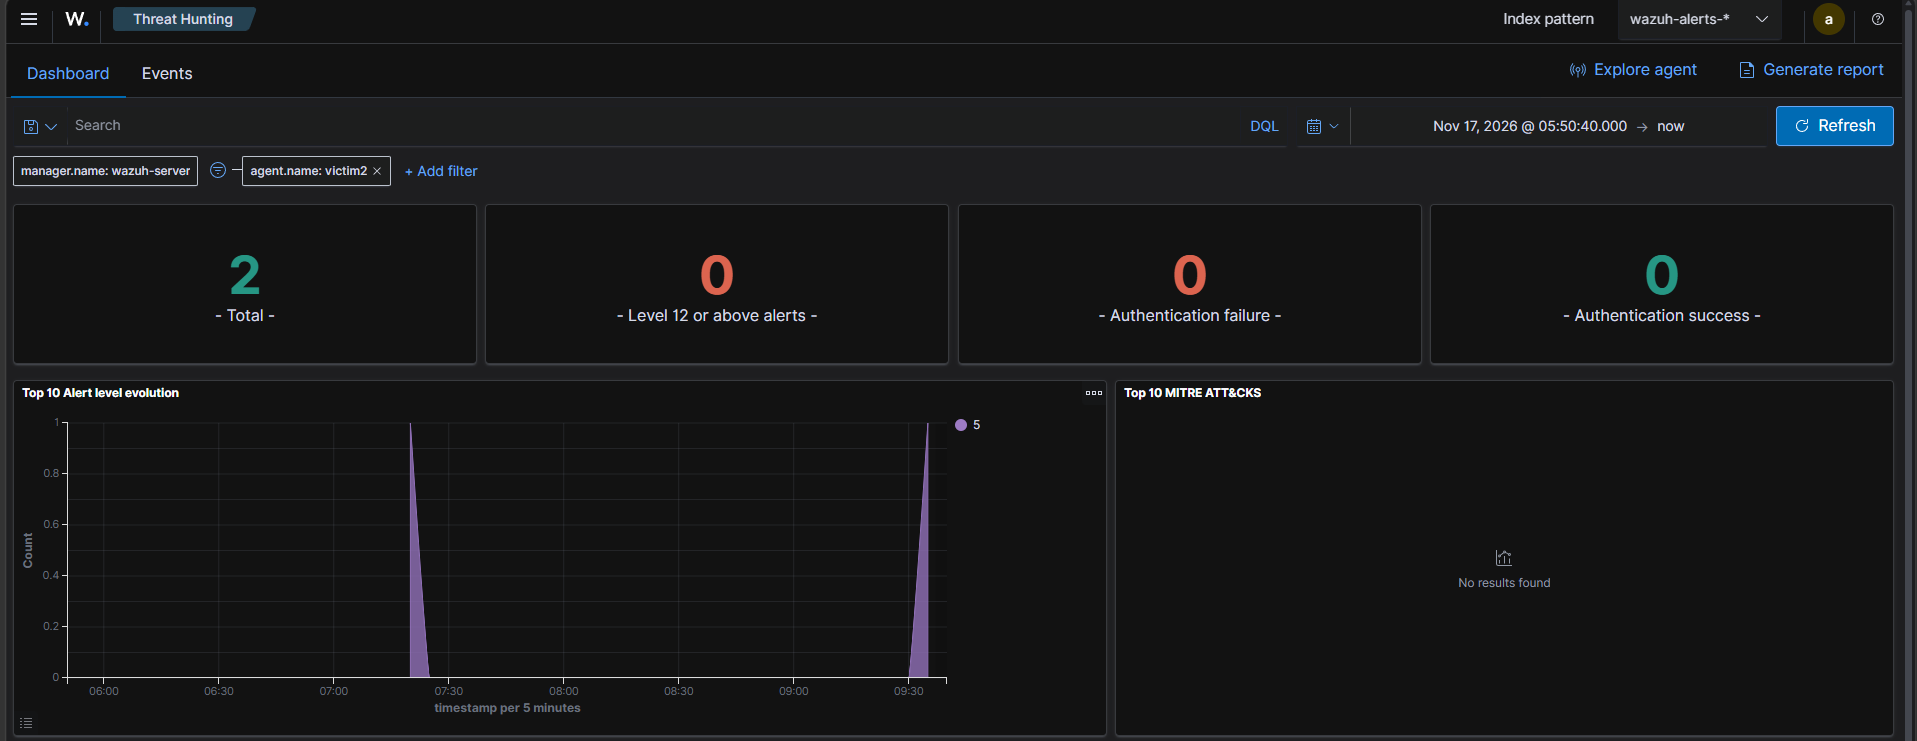 W. Threat Hunting Index pattern wazuh-alerts-* a
Dashboard Events Explore agent Generate report
Search DQL Nov 17, 2026 @ 05:50:40.000 → now Refresh
manager.name: wazuh-server agent.name: victim2 × + Add filter
2 0 0 0
- Total - - Level 12 or above alerts - - Authentication failure - - Authentication success -
Top 10 Alert level evolution
5
Count
1
0.8
0.6
0.4
0.2
0
06:00 06:30 07:00 07:30 08:00 08:30 09:00 09:30
timestamp per 5 minutes
Top 10 MITRE ATT&CKS
No results found